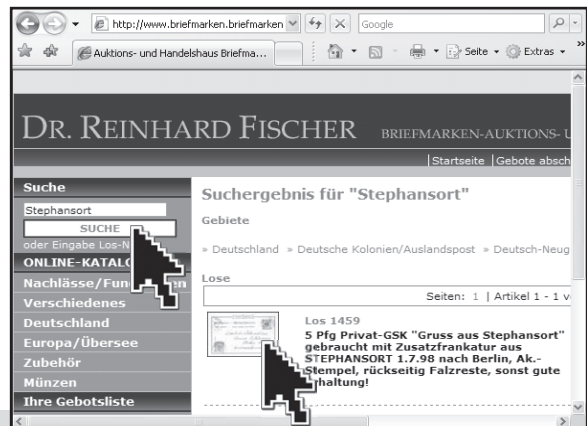 http://www.briefmarken.briefmarken
Google
Auktions- und Handelshaus Briefma...
Seite
Extras
»
DR. REINHARD FISCHER BRIEFMARKEN-AUKTIONS- U
|Startseite |Gebote absch
Suche
Stephansort
SUCHE
oder Eingabe Los-N
ONLINE-KATALO
Nachlässe/Fun en
Verschiedenes
Deutschland
Europa/Übersee
Zubehör
Münzen
Ihre Gebotsliste
Suchergebnis für "Stephansort"
Gebiete
» Deutschland » Deutsche Kolonien/Auslandspost » Deutsch-Neug
Lose
Seiten: 1 | Artikel 1 - 1 v
Los 1459
5 Pfg Privat-GSK "Gruss aus Stephansort"
gebraucht mit Zusatzfrankatur aus
STEPHANSORT 1.7.98 nach Berlin, Ak.-
Stempel, rückseitig Falzreste, sonst gute
rhaltung!